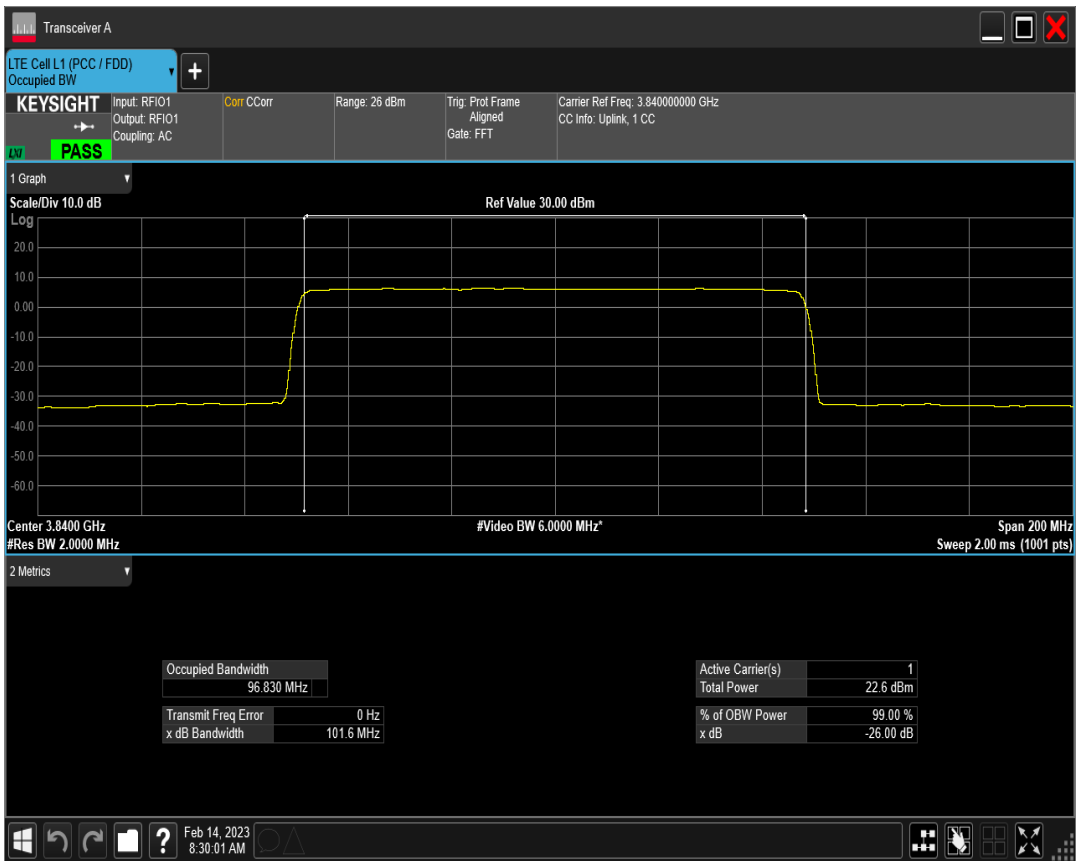 Transceiver A
LTE Cell L1 (PCC / FDD)
Occupied BW
+
KEYSIGHT
LXI
PASS
Input: RFIO1
Output: RFIO1
Coupling: AC
Corr CCorr
Range: 26 dBm
Trig: Prot Frame
Aligned
Gate: FFT
Carrier Ref Freq: 3.840000000 GHz
CC Info: Uplink, 1 CC
1 Graph
Scale/Div 10.0 dB
Ref Value 30.00 dBm
Log
20.0
10.0
0.00
-10.0
-20.0
-30.0
-40.0
-50.0
-60.0
Center 3.8400 GHz
#Video BW 6.0000 MHz*
Span 200 MHz
#Res BW 2.0000 MHz
Sweep 2.00 ms (1001 pts)
2 Metrics
Occupied Bandwidth
96.830 MHz
Transmit Freq Error 0 Hz
x dB Bandwidth 101.6 MHz
Active Carrier(s) 1
Total Power 22.6 dBm
% of OBW Power 99.00 %
x dB -26.00 dB
?
Feb 14, 2023
8:30:01 AM